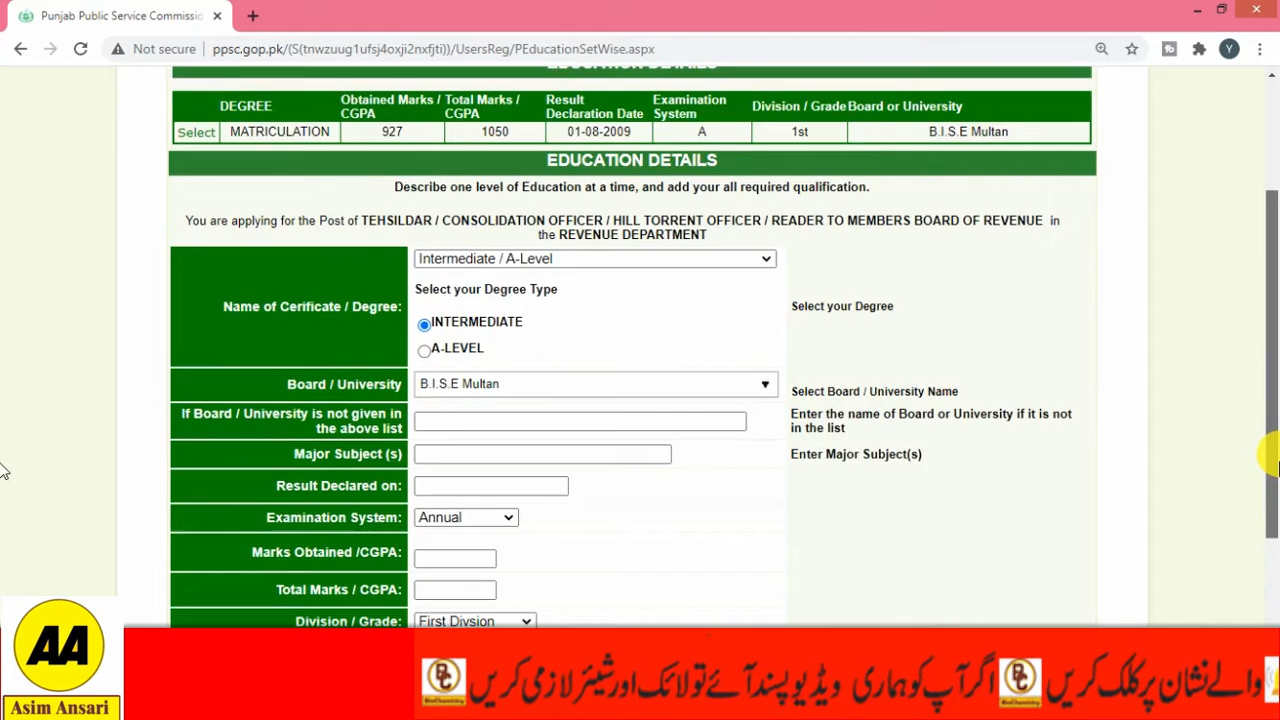 Punjab Public Service Commissio
Not secure
ppsc.gop.pk/(S(tnwzuug1ufsj4oxji2nxfjti))/UsersReg/PEducationSetWise.aspx
Y
EDUCATION DETAILS
DEGREE
Obtained Marks / CGPA
Total Marks / CGPA
Result Declaration Date
Examination System
Division / Grade
Board or University
Select
MATRICULATION
927
1050
01-08-2009
A
1st
B.I.S.E Multan
EDUCATION DETAILS
Describe one level of Education at a time, and add your all required qualification.
You are applying for the Post of TEHSILDAR / CONSOLIDATION OFFICER / HILL TORRENT OFFICER / READER TO MEMBERS BOARD OF REVENUE in
the REVENUE DEPARTMENT
Name of Cerificate / Degree:
Intermediate / A-Level
Select your Degree Type
INTERMEDIATE
A-LEVEL
Select your Degree
Board / University
B.I.S.E Multan
Select Board / University Name
If Board / University is not given in
the above list
Enter the name of Board or University if it is not
in the list
Major Subject (s)
Enter Major Subject(s)
Result Declared on:
Examination System:
Annual
Marks Obtained /CGPA:
Total Marks / CGPA:
Division / Grade:
First Divsion
AA
Asim Ansari
والے نشان پر کلک کریں
اگر آپ کو ہماری ویڈیو پسند آئے تو لائک اور شیئر لازمی کریں